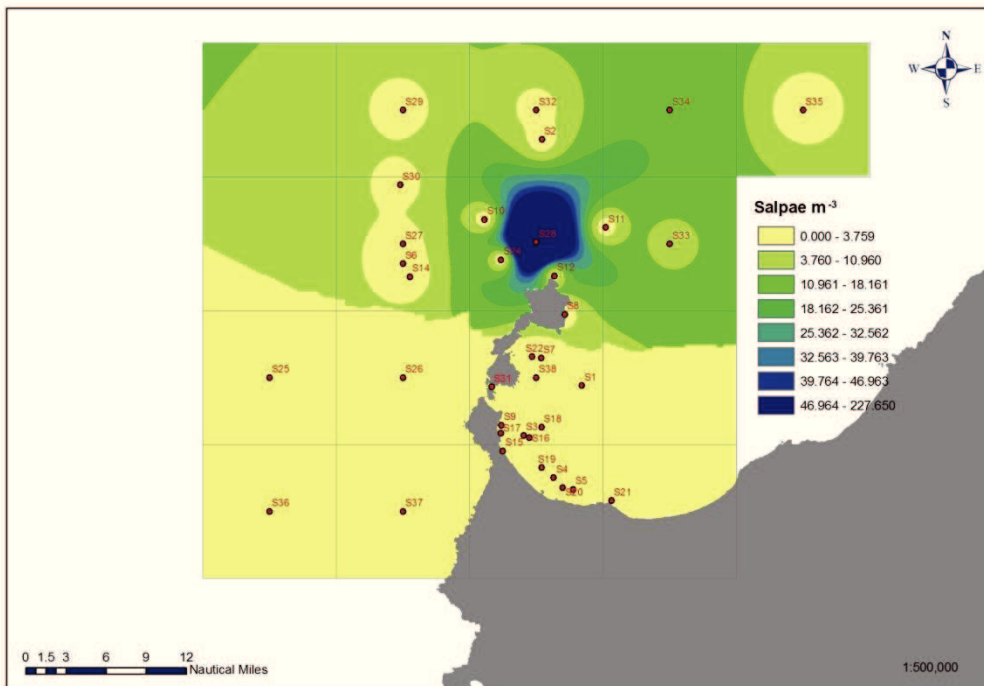 N
W E
S
S29
S32
S34
S35
S2
S30
S10
S11
S27
S28
S33
S6
S24
S14
S12
S8
S22
S7
S25
S26
S31
S38
S1
S9
S18
S17
S3
S16
S15
S19
S4
S5
S20
S21
S36
S37
Salpae m⁻³
0.000 - 3.759
3.760 - 10.960
10.961 - 18.161
18.162 - 25.361
25.362 - 32.562
32.563 - 39.763
39.764 - 46.963
46.964 - 227.650
0 1.5 3 6 9 12
Nautical Miles
1:500,000